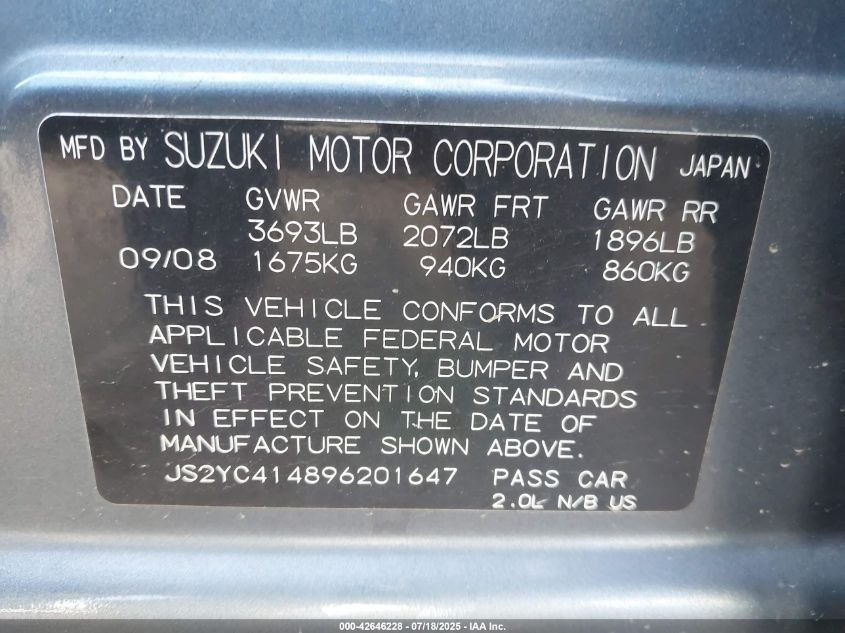 MFD BY SUZUKI MOTOR CORPORATION JAPAN
DATE GVWR GAWR FRT GAWR RR
3693LB 2072LB 1896LB
09/08 1675KG 940KG 860KG
THIS VEHICLE CONFORMS TO ALL
APPLICABLE FEDERAL MOTOR
VEHICLE SAFETY, BUMPER AND
THEFT PREVENTION STANDARDS
IN EFFECT ON THE DATE OF
MANUFACTURE SHOWN ABOVE.
JS2YC414896201647 PASS CAR
2.0L N/B US
000-42646228 - 07/18/2025 - IAA Inc.